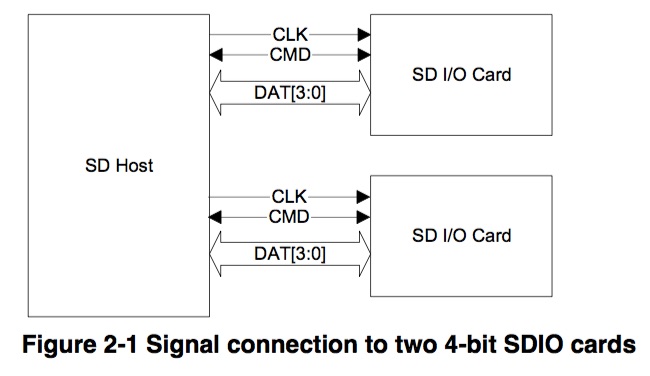 CLK
CMD
DAT[3:0]
SD I/O Card
SD Host
CLK
CMD
DAT[3:0]
SD I/O Card
Figure 2-1 Signal connection to two 4-bit SDIO cards